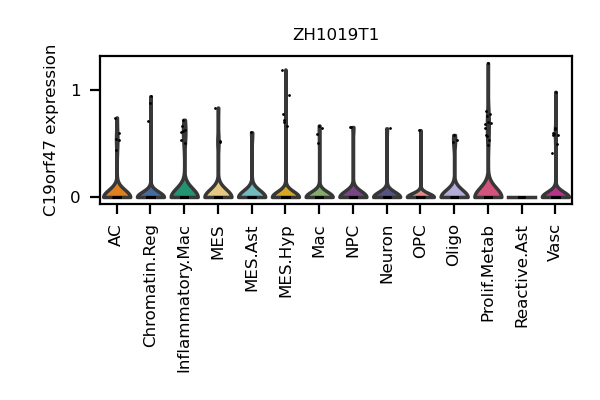 ZH1019T1
C19orf47 expression
1
0
AC
Chromatin.Reg
Inflammatory.Mac
MES
MES.Ast
MES.Hyp
Mac
NPC
Neuron
OPC
Oligo
Prolif.Metab
Reactive.Ast
Vasc